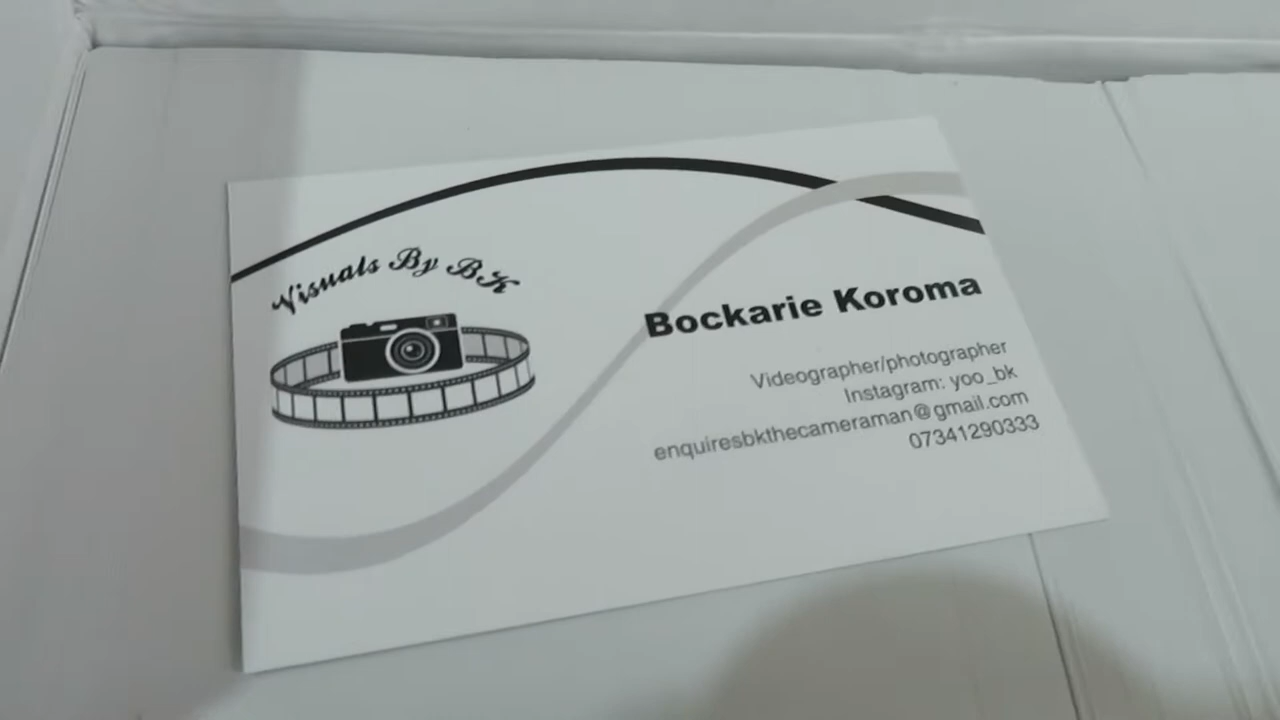 Visuals By BK
Bockarie Koroma
Videographer/photographer
Instagram: yoo_bk
enquiresbkthecameraman@gmail.com
07341290333